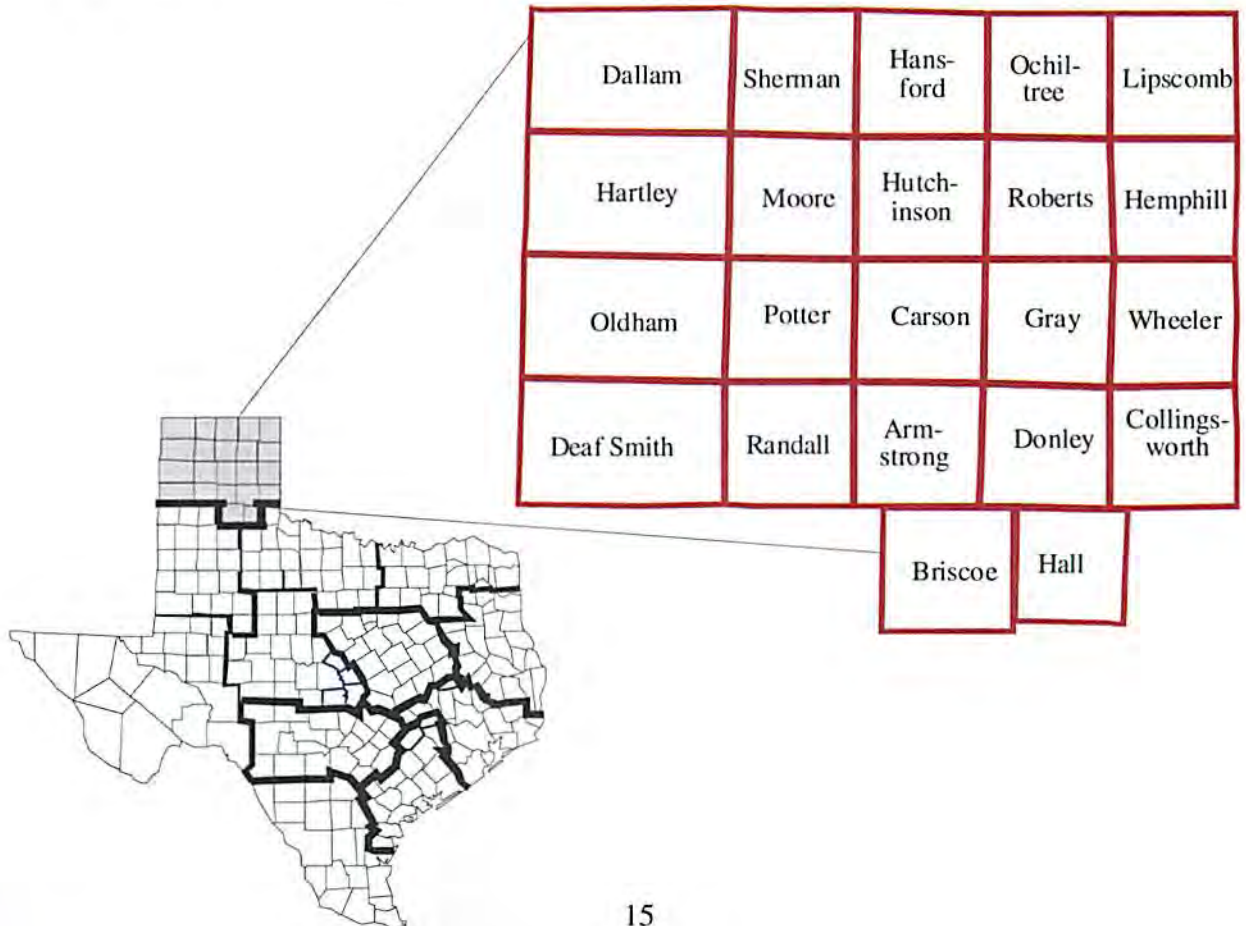 Dallam
Sherman
Hans-
ford
Ochil-
tree
Lipscomb
Hartley
Moore
Hutch-
inson
Roberts
Hemphill
Oldham
Potter
Carson
Gray
Wheeler
Deaf Smith
Randall
Arm-
strong
Donley
Collings-
worth
Briscoe
Hall
15